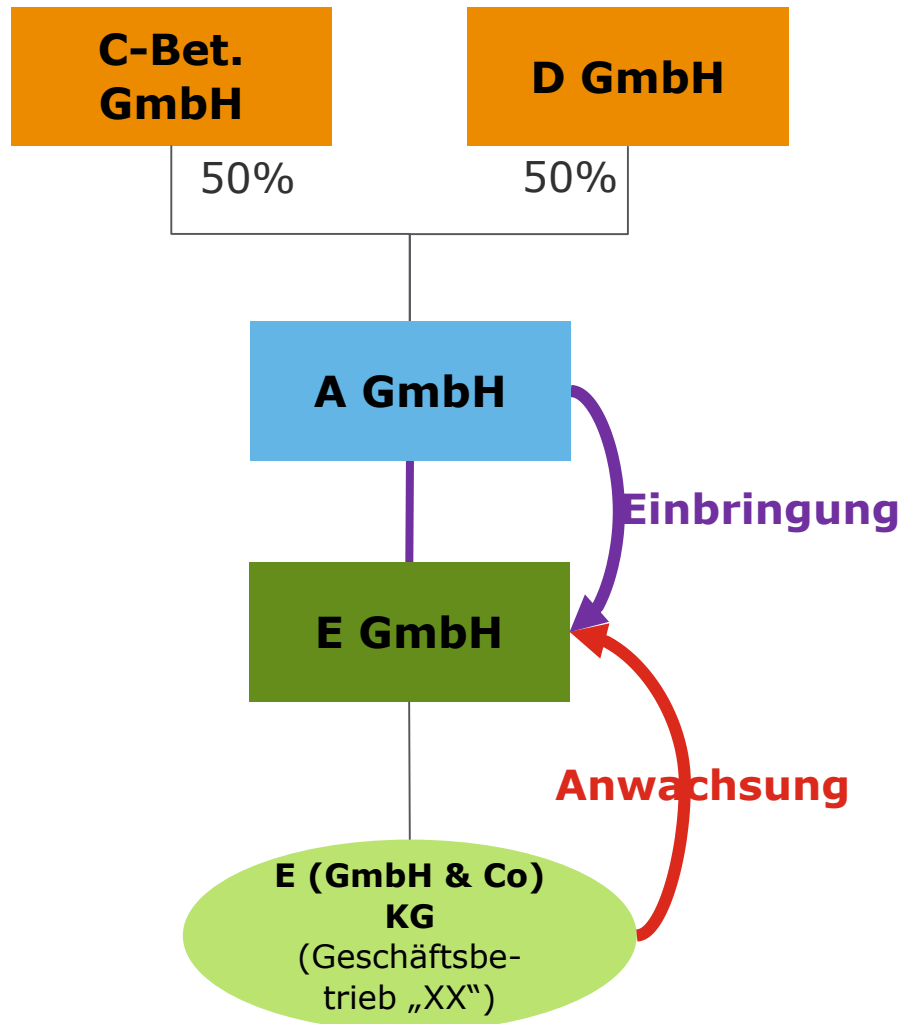 C-Bet.
GmbH
D GmbH
50%
50%
A GmbH
Einbringung
E GmbH
Anwachsung
E (GmbH & Co)
KG
(Geschäftsbe-
trieb „XX“)